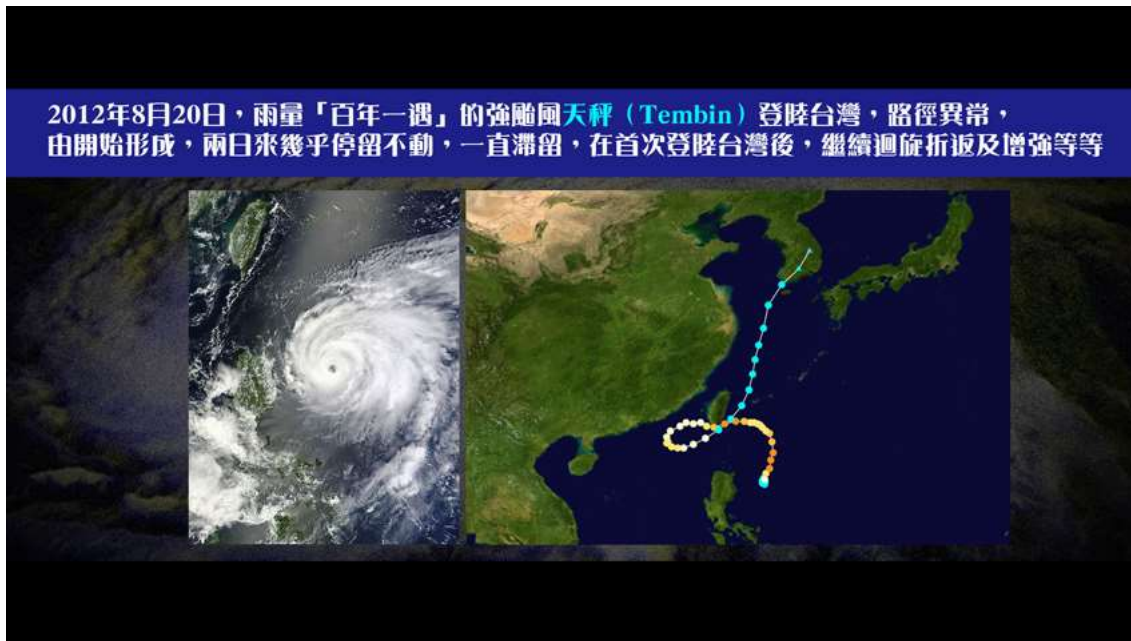 2012年8月20日，雨量「百年一遇」的強颱風天秤（Tembin）登陸台灣，路徑異常，
由開始形成，兩日來幾乎停留不動，一直滯留，在首次登陸台灣後，繼續迴旋折返及增強等等